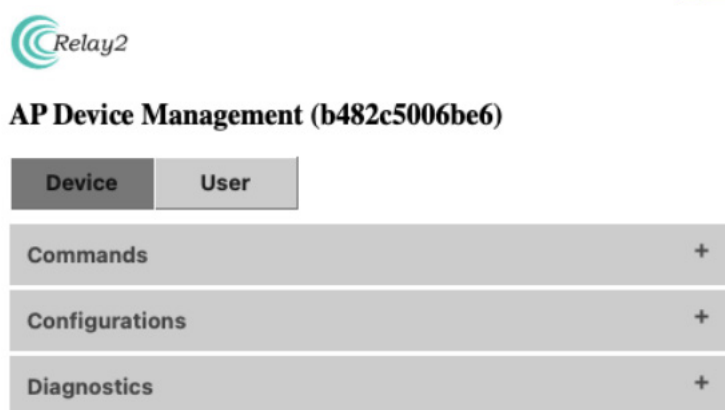 Relay2
AP Device Management (b482c5006be6)
Device User
Commands +
Configurations +
Diagnostics +